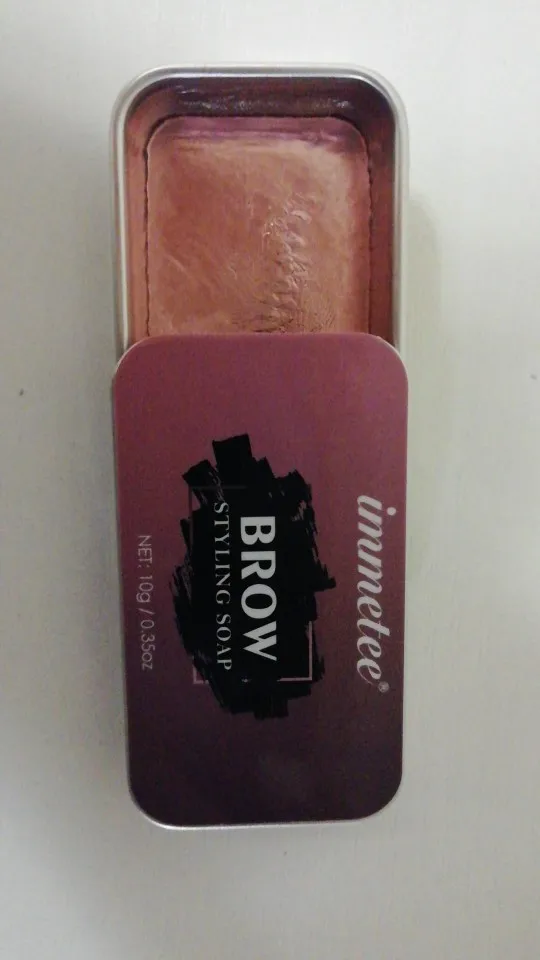 immetee®
BROW
STYLING SOAP
NET: 10g / 0.35oz